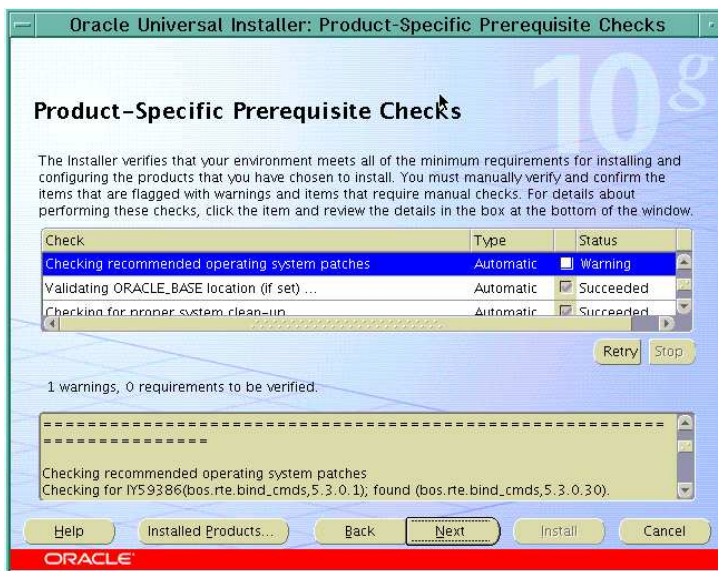 Oracle Universal Installer: Product-Specific Prerequisite Checks
10g
Product-Specific Prerequisite Checks
The Installer verifies that your environment meets all of the minimum requirements for installing and
configuring the products that you have chosen to install. You must manually verify and confirm the
items that are flagged with warnings and items that require manual checks. For details about
performing these checks, click the item and review the details in the box at the bottom of the window.
Check Type Status
Checking recommended operating system patches Automatic Warning
Validating ORACLE_BASE location (if set) ... Automatic Succeeded
Checking for proper system clean-up Automatic Succeeded
Retry Stop
1 warnings, 0 requirements to be verified.
===============================================================
===============
Checking recommended operating system patches
Checking for IY59386(bos.rte.bind_cmds,5.3.0.1); found (bos.rte.bind_cmds,5.3.0.30).
Help Installed Products... Back Next Install Cancel
ORACLE